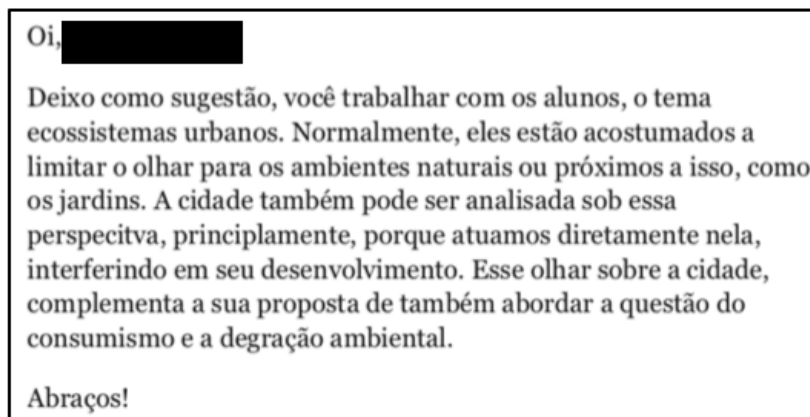 Oi,
Deixo como sugestão, você trabalhar com os alunos, o tema
ecossistemas urbanos. Normalmente, eles estão acostumados a
limitar o olhar para os ambientes naturais ou próximos a isso, como
os jardins. A cidade também pode ser analisada sob essa
perspecitva, principlamente, porque atuamos diretamente nela,
interferindo em seu desenvolvimento. Esse olhar sobre a cidade,
complementa a sua proposta de também abordar a questão do
consumismo e a degração ambiental.
Abraços!